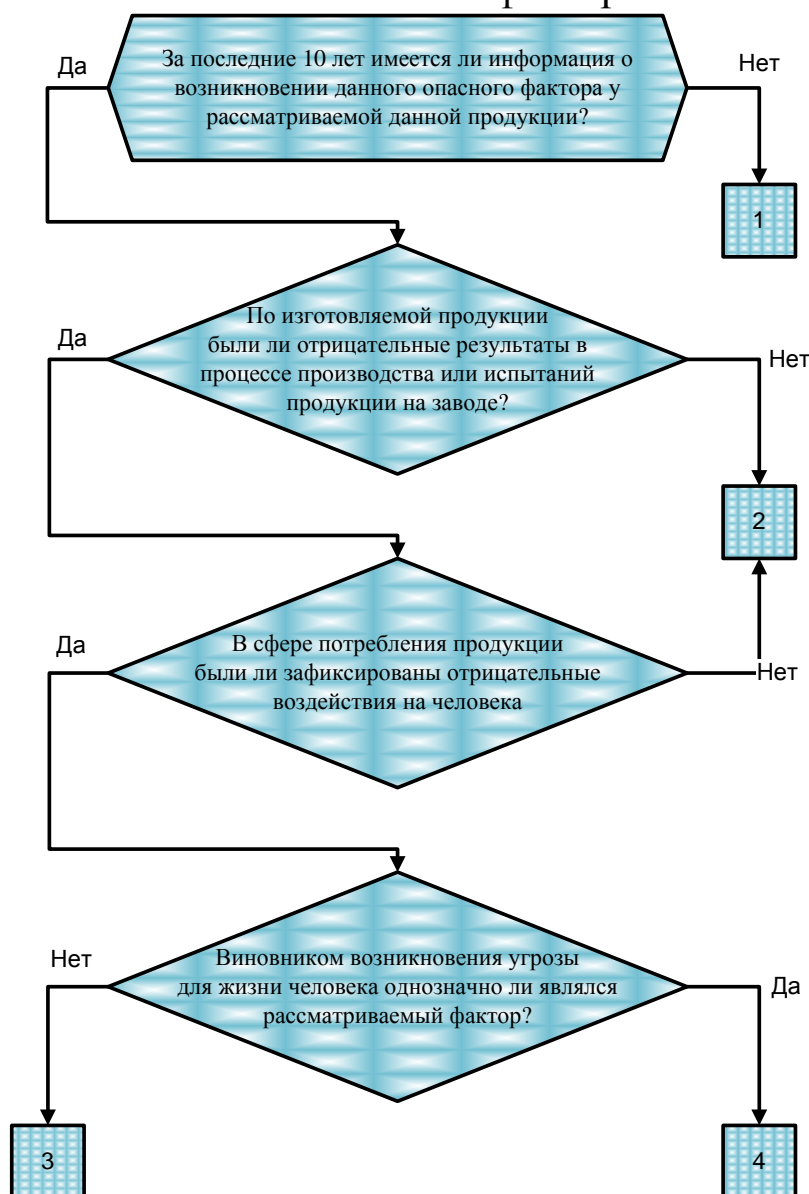 Да
За последние 10 лет имеется ли информация о
возникновении данного опасного фактора у
рассматриваемой данной продукции?
Нет
1
Да
По изготовляемой продукции
были ли отрицательные результаты в
процессе производства или испытаний
продукции на заводе?
Нет
2
Да
В сфере потребления продукции
были ли зафиксированы отрицательные
воздействия на человека
Нет
Нет
Виновником возникновения угрозы
для жизни человека однозначно ли являлся
рассматриваемый фактор?
Да
3
4